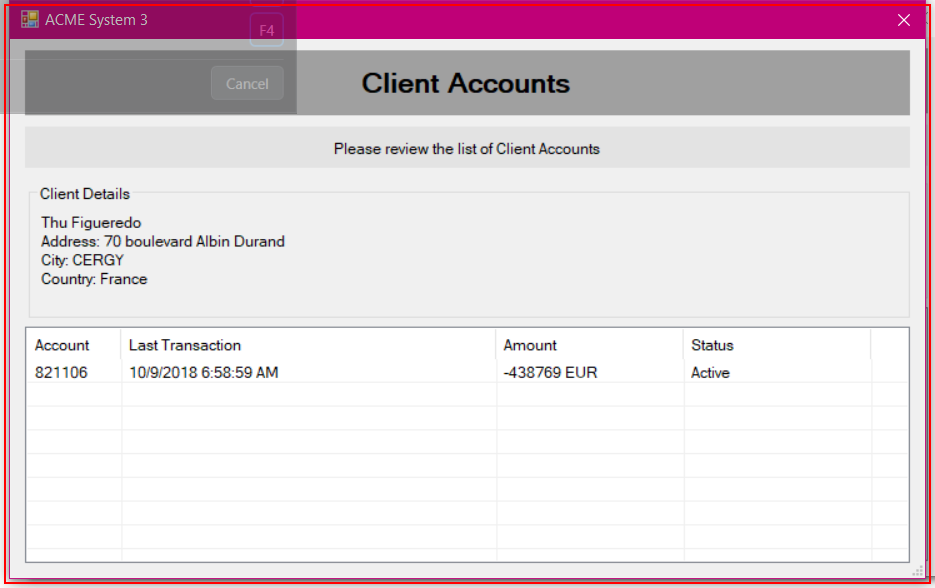 ACME System 3
F4
Cancel
Client Accounts
Please review the list of Client Accounts
Client Details
Thu Figueredo
Address: 70 boulevard Albin Durand
City: CERGY
Country: France
Account Last Transaction Amount Status
821106 10/9/2018 6:58:59 AM -438769 EUR Active